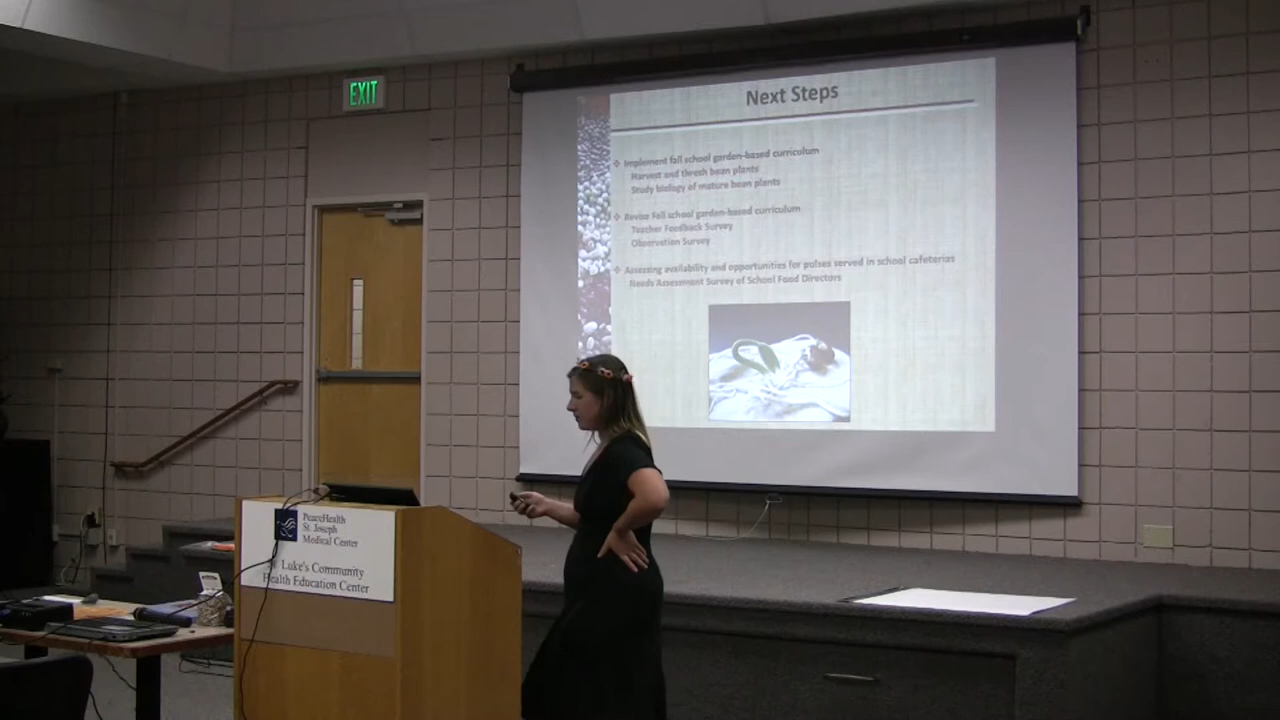 EXIT
Next Steps
Implement fall school garden-based curriculum
Harvest and thresh bean plants
Study biology of mature bean plants
Revise Fall school garden-based curriculum
Teacher Feedback Survey
Observation Survey
Assessing availability and opportunities for pulses served in school cafeterias
Needs Assessment Survey of School Food Directors
PeaceHealth
St. Joseph
Medical Center
Luke's Community
Health Education Center